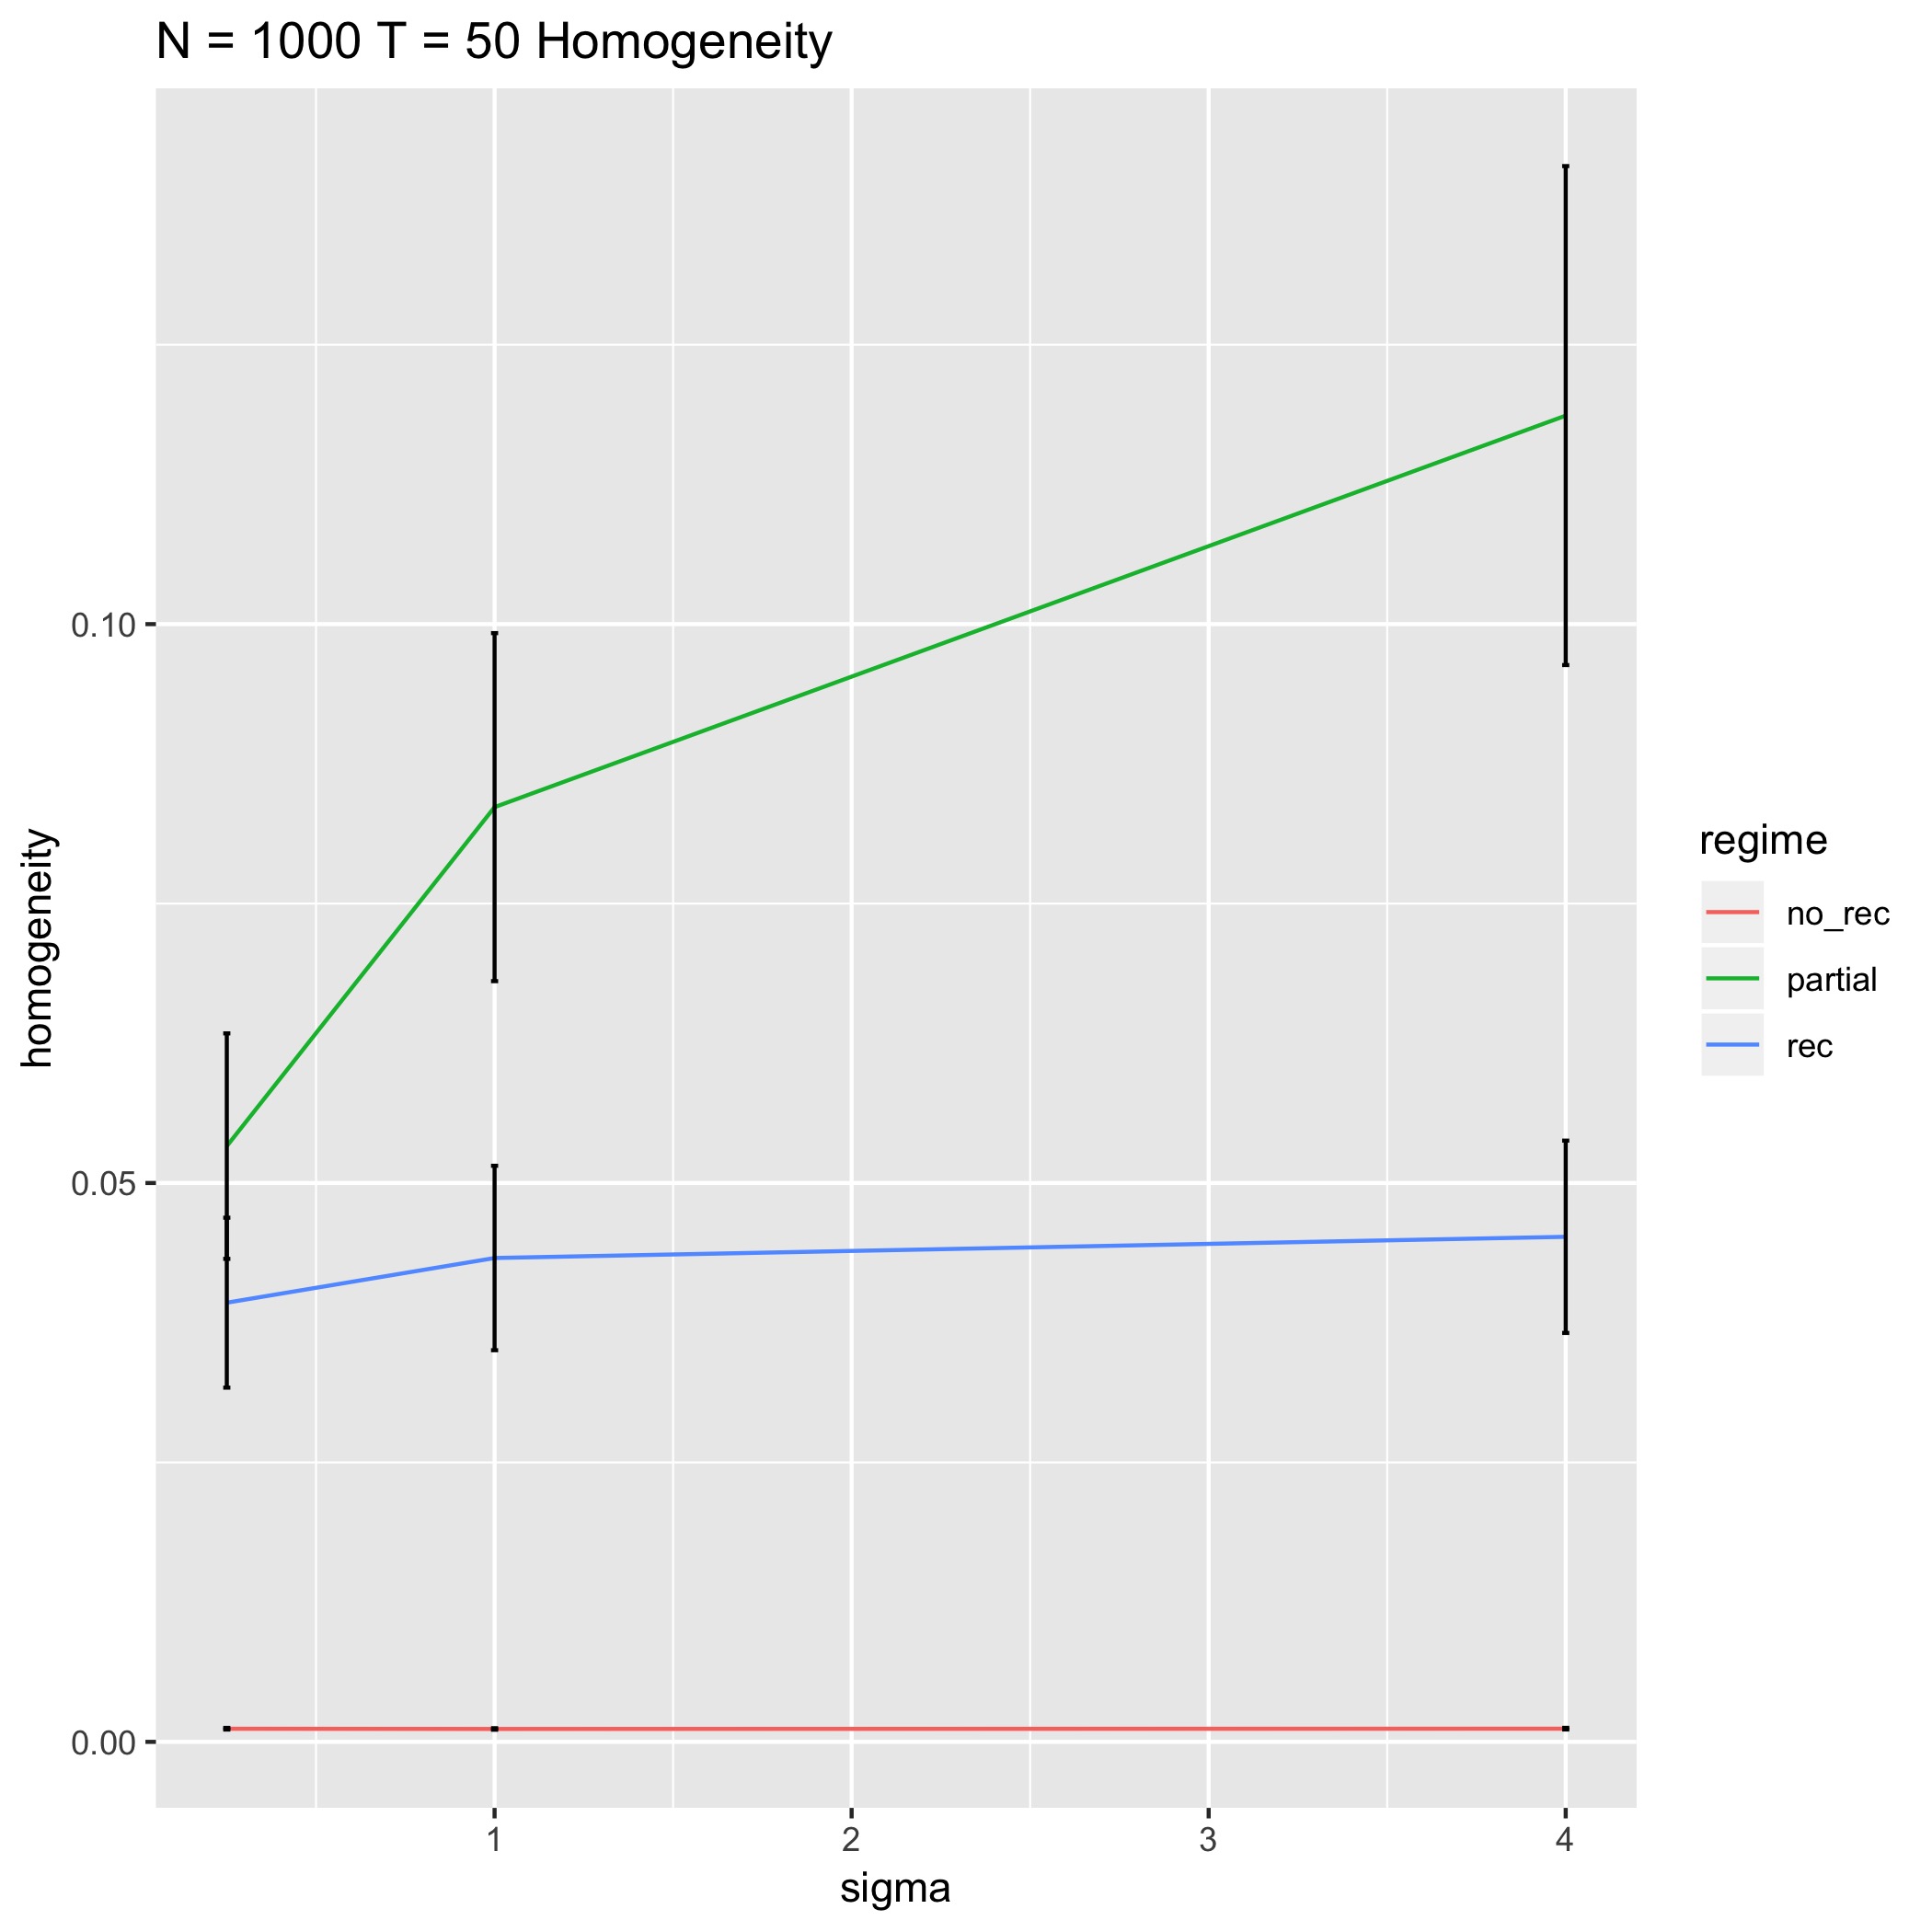 N = 1000 T = 50 Homogeneity
homogeneity
0.10
0.05
0.00
1 2 3 4
sigma
regime
no_rec
partial
rec